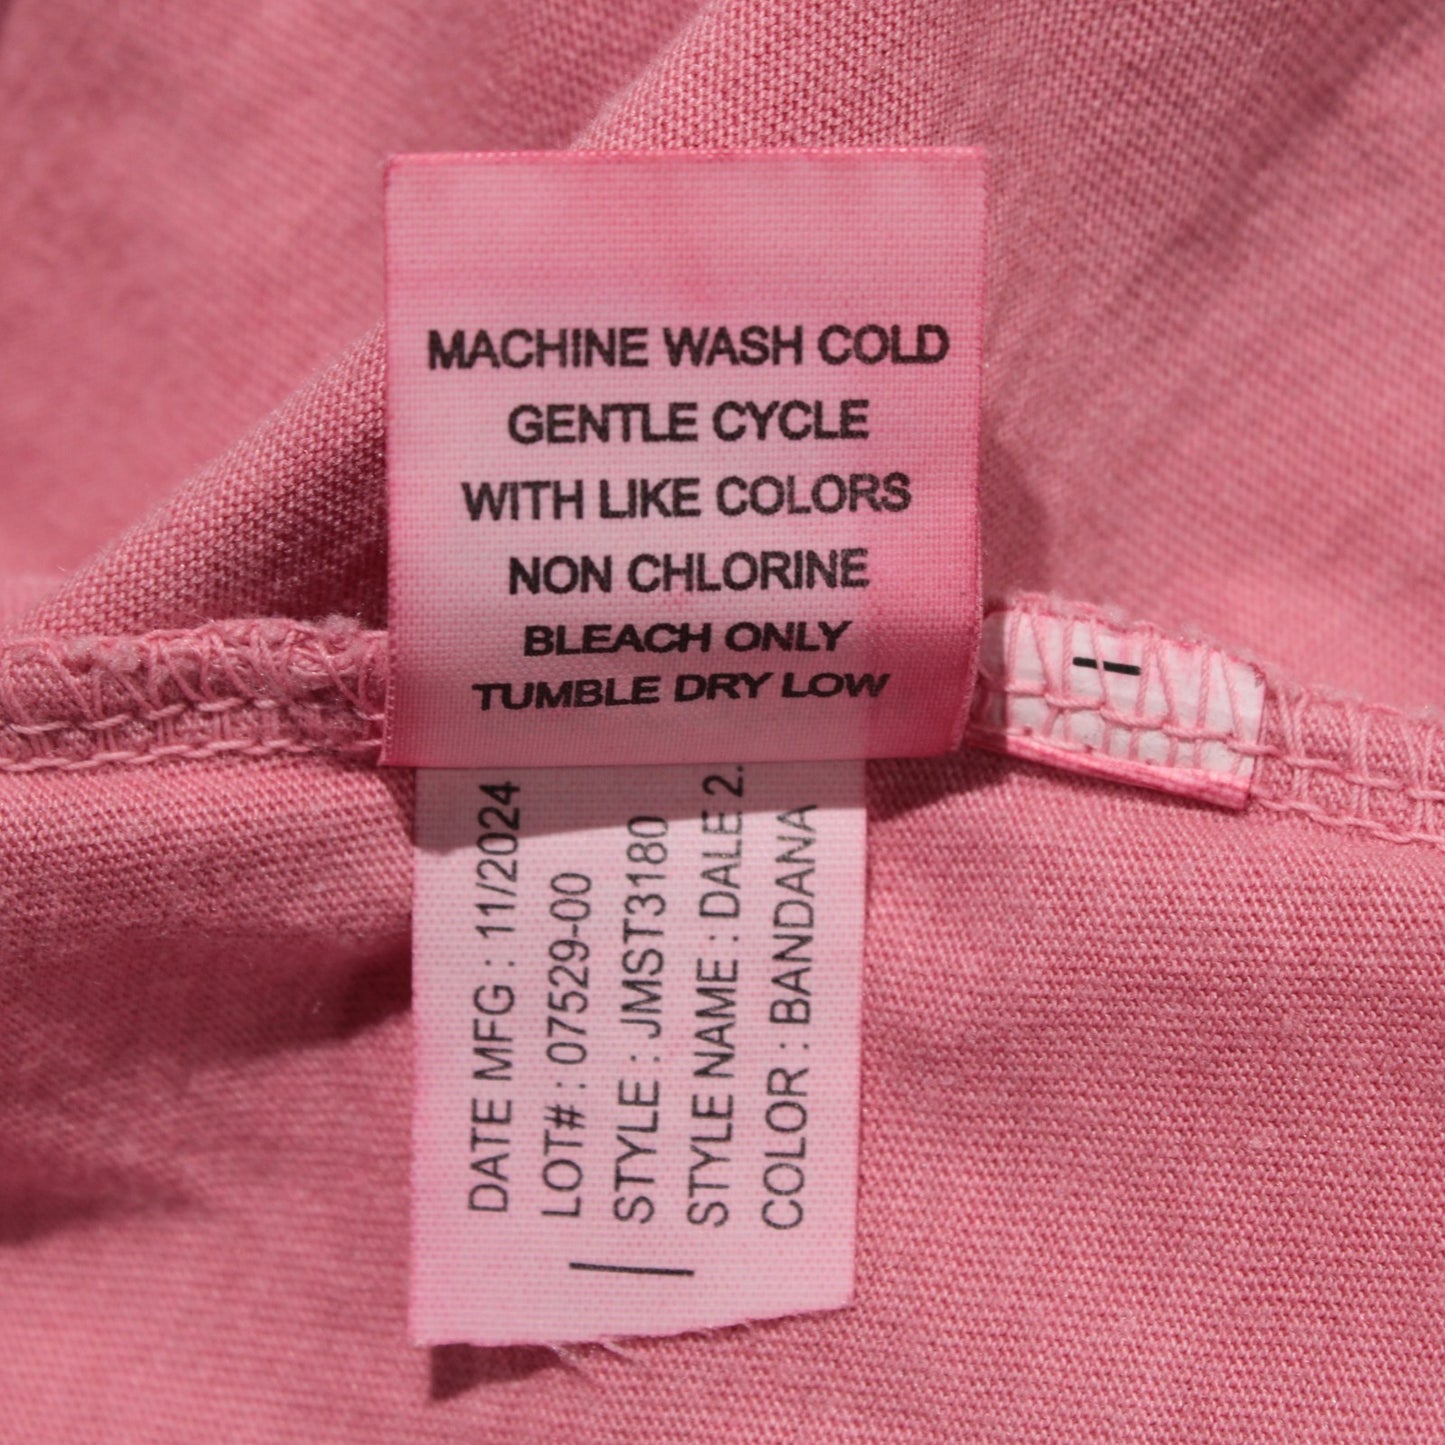 MACHINE WASH COLD
GENTLE CYCLE
WITH LIKE COLORS
NON CHLORINE
BLEACH ONLY
TUMBLE DRY LOW
DATE MFG : 11/2024
LOT# : 07529-00
STYLE : JMST3180
STYLE NAME : DALE 2.
COLOR : BANDANA